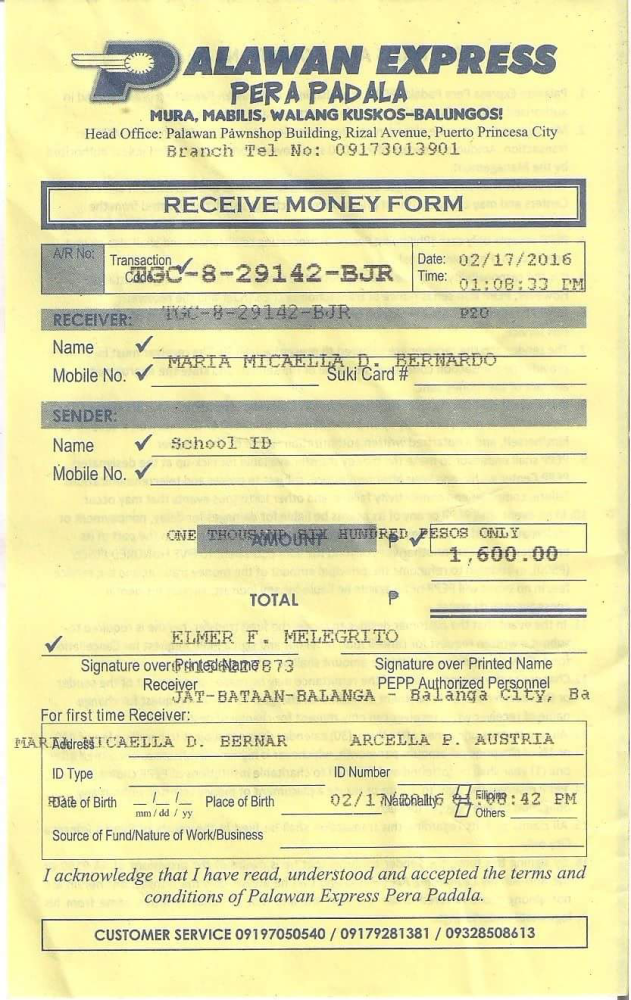 PALAWAN EXPRESS
PERA PADALA
MURA, MABILIS, WALANG KUSKOS-BALUNGOS!
Head Office: Palawan Pawnshop Building, Rizal Avenue, Puerto Princesa City
Branch Tel No: 09173013901
RECEIVE MONEY FORM
A/R No:
Transaction Code
TGC-8-29142-BJR
Date: 02/17/2016
Time: 01:08:33 PM
RECEIVER: TGC-8-29142-BJR P20
Name
MARIA MICAELLA D. BERNARDO
Mobile No. Suki Card #
SENDER:
Name School ID
Mobile No.
ONE THOUSAND SIX HUNDRED PESOS ONLY
AMOUNT ₱ 1,600.00
TOTAL ₱
ELMER F. MELEGRITO
Signature over Printed Name Signature over Printed Name
Receiver PEPP Authorized Personnel
JAT-BATAAN-BALANGA - Balanga City, Ba
For first time Receiver:
Address
MARIA MICAELLA D. BERNAR ARCELLA P. AUSTRIA
ID Type ID Number
Date of Birth mm / dd / yy Place of Birth 02/17/2016 01:08:42 PM
Nationality Filipino
Others
Source of Fund/Nature of Work/Business
I acknowledge that I have read, understood and accepted the terms and
conditions of Palawan Express Pera Padala.
CUSTOMER SERVICE 09197050540 / 09179281381 / 09328508613